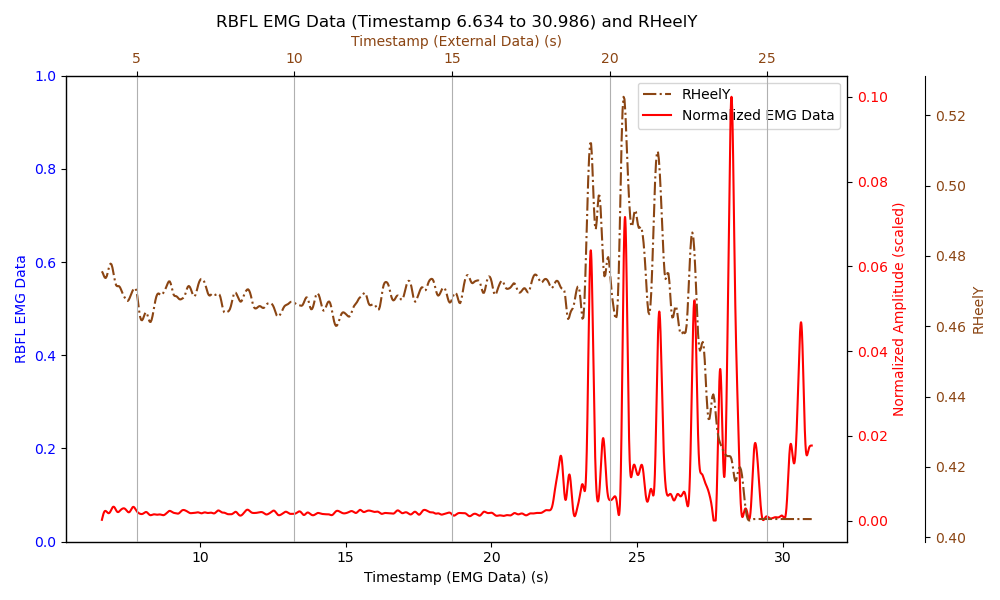 RBFL EMG Data (Timestamp 6.634 to 30.986) and RHeelY
Timestamp (External Data) (s)
5 10 15 20 25
1.0
0.8
0.6
0.4
0.2
0.0
RBFL EMG Data
RHeelY
Normalized EMG Data
0.10
0.08
0.06
0.04
0.02
0.00
Normalized Amplitude (scaled)
0.52
0.50
0.48
0.46
0.44
0.42
0.40
RHeelY
10 15 20 25 30
Timestamp (EMG Data) (s)